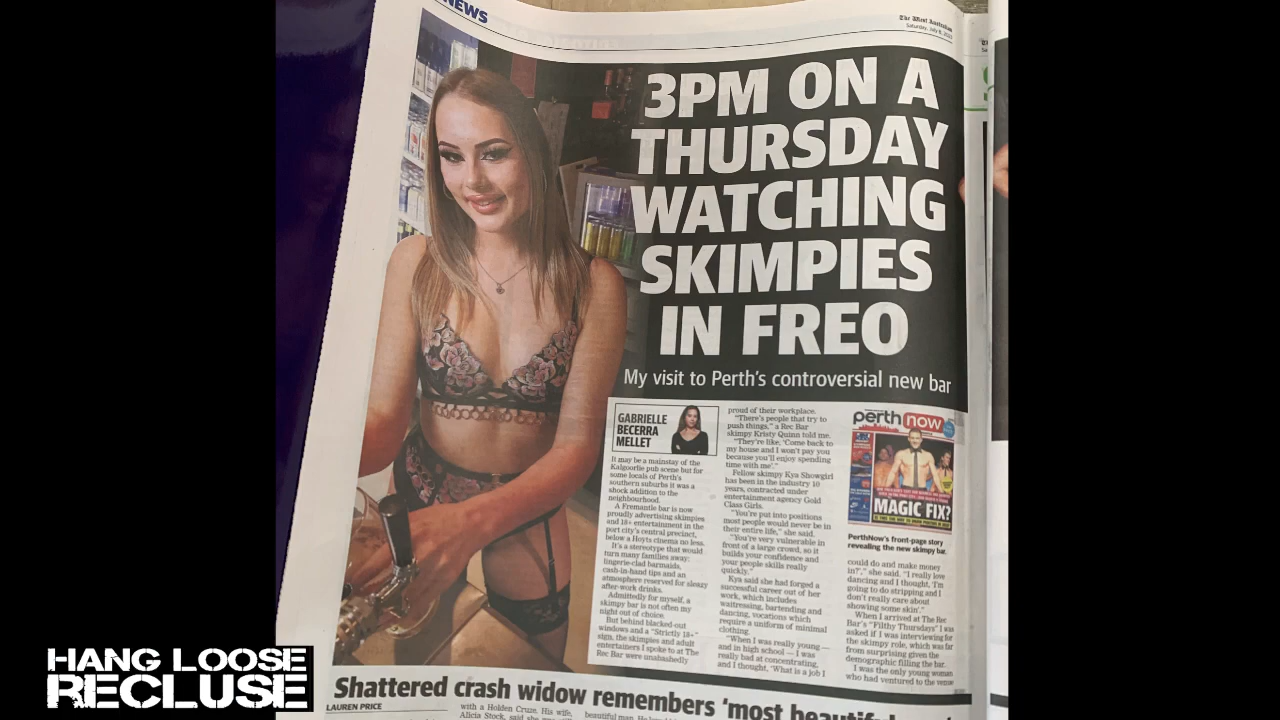 NEWS
The West Australian
Saturday, July 8, 2023
3PM ON A
THURSDAY
WATCHING
SKIMPIES
IN FREO
My visit to Perth's controversial new bar
GABRIELLE
BECERRA
MELLET
It may be a mainstay of the
Kalgoorlie pub scene but for
some locals of Perth's
southern suburbs it was a
shock addition to the
neighbourhood.
A Fremantle bar is now
proudly advertising skimpies
and 18+ entertainment in the
port city's central precinct,
below a Hoyts cinema no less.
It's a stereotype that would
turn many families away:
lingerie-clad barmaids,
cash-in-hand tips and an
atmosphere reserved for sleazy
after-work drinks.
Admittedly for myself, a
skimpy bar is not often my
night out of choice.
But behind blacked-out
windows and a "Strictly 18+"
sign, the skimpies and adult
entertainers I spoke to at The
Rec Bar were unabashedly
proud of their workplace.
"There's people that try to
push things," a Rec Bar
skimpy Kristy Quinn told me.
"They're like, 'Come back to
my house and I won't pay you
because you'll enjoy spending
time with me'."
Fellow skimpy Kya Showgirl
has been in the industry 10
years, contracted under
entertainment agency Gold
Class Girls.
"You're put into positions
most people would never be in
their entire life," she said.
"You're very vulnerable in
front of a large crowd, so it
builds your confidence and
your people skills really
quickly."
Kya said she had forged a
successful career out of her
work, which includes
waitressing, bartending and
dancing, vocations which
require a uniform of minimal
clothing.
"When I was really young —
and in high school — I was
really bad at concentrating,
and I thought, 'What is a job I
perth now
MAGIC FIX?
PerthNow's front-page story
revealing the new skimpy bar.
could do and make money
in?'," she said. "I really love
dancing and I thought, 'I'm
going to do stripping and I
don't really care about
showing some skin'."
When I arrived at The Rec
Bar's "Filthy Thursdays" I was
asked if I was interviewing for
the skimpy role, which was far
from surprising given the
demographic filling the bar.
I was the only young woman
who had ventured to the venue
Shattered crash widow remembers 'most beautiful
LAUREN PRICE
with a Holden Cruze. His wife,
Alicia Stock, said she was
beautiful man.
HANG LOOSE
RECLUSE